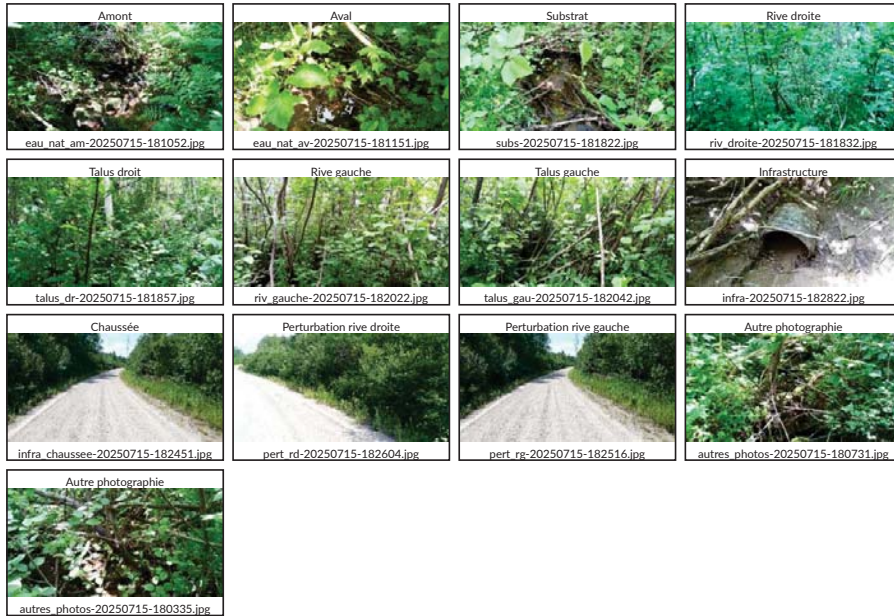 Amont
Aval
Substrat
Rive droite
eau_nat_am-20250715-181052.jpg
eau_nat_av-20250715-181151.jpg
subs-20250715-181822.jpg
riv_droite-20250715-181832.jpg
Talus droit
Rive gauche
Talus gauche
Infrastructure
talus_dr-20250715-181857.jpg
riv_gauche-20250715-182022.jpg
talus_gau-20250715-182042.jpg
infra-20250715-182822.jpg
Chaussée
Perturbation rive droite
Perturbation rive gauche
Autre photographie
infra_chaussee-20250715-182451.jpg
pert_rd-20250715-182604.jpg
pert_rg-20250715-182516.jpg
autres_photos-20250715-180731.jpg
Autre photographie
autres_photos-20250715-180335.jpg